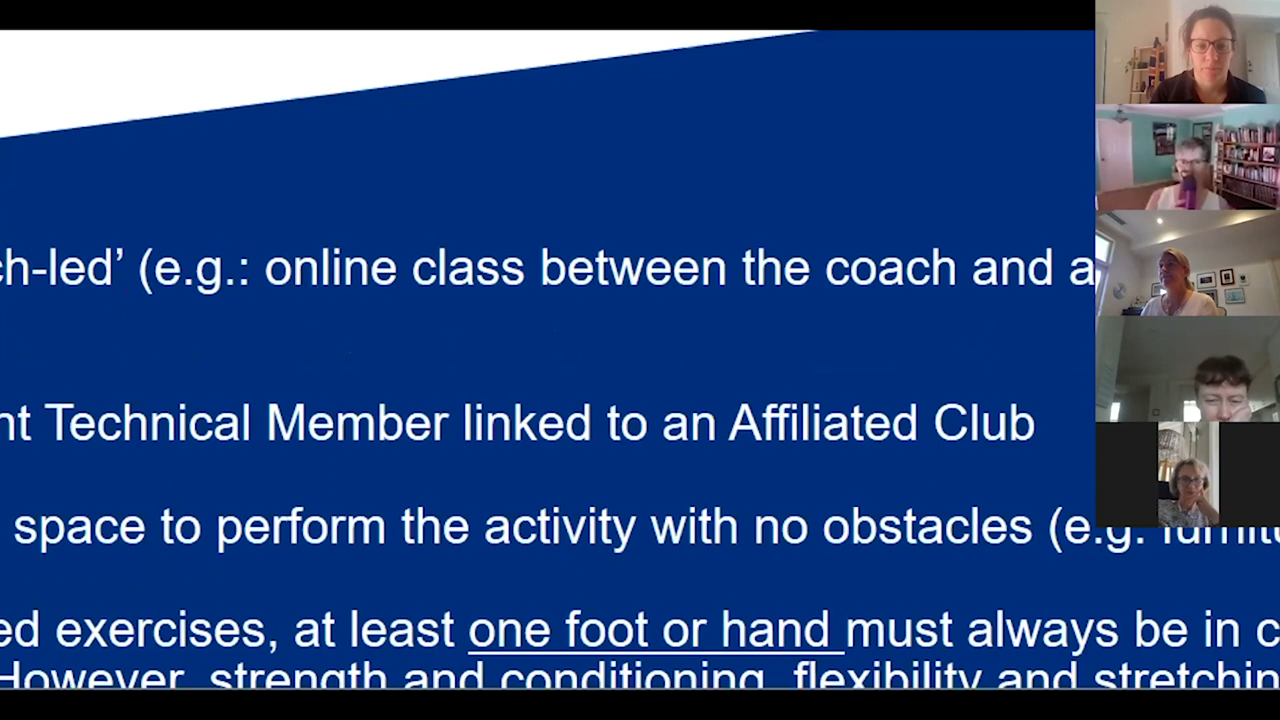 ch-led’ (e.g.: online class between the coach and a
nt Technical Member linked to an Affiliated Club
space to perform the activity with no obstacles (e.g.
ed exercises, at least one foot or hand must always be in c
However, strength and conditioning, flexibility and stretchin